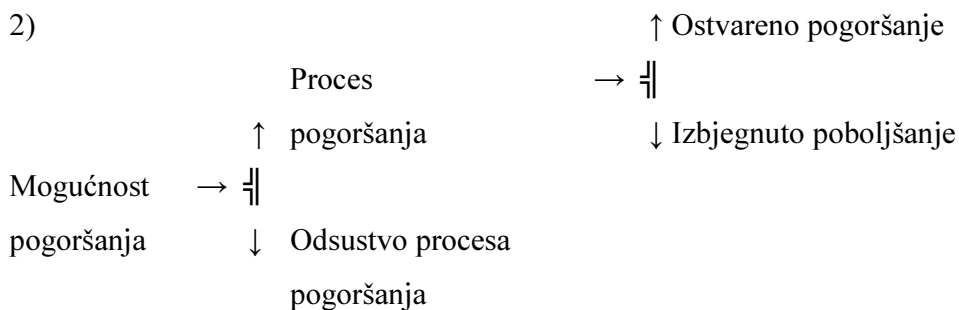 2) ↑ Ostvareno pogoršanje
Proces → ╣
↑ pogoršanja ↓ Izbjegnuto poboljšanje
Mogućnost → ╣
pogoršanja ↓ Odsustvo procesa
pogoršanja